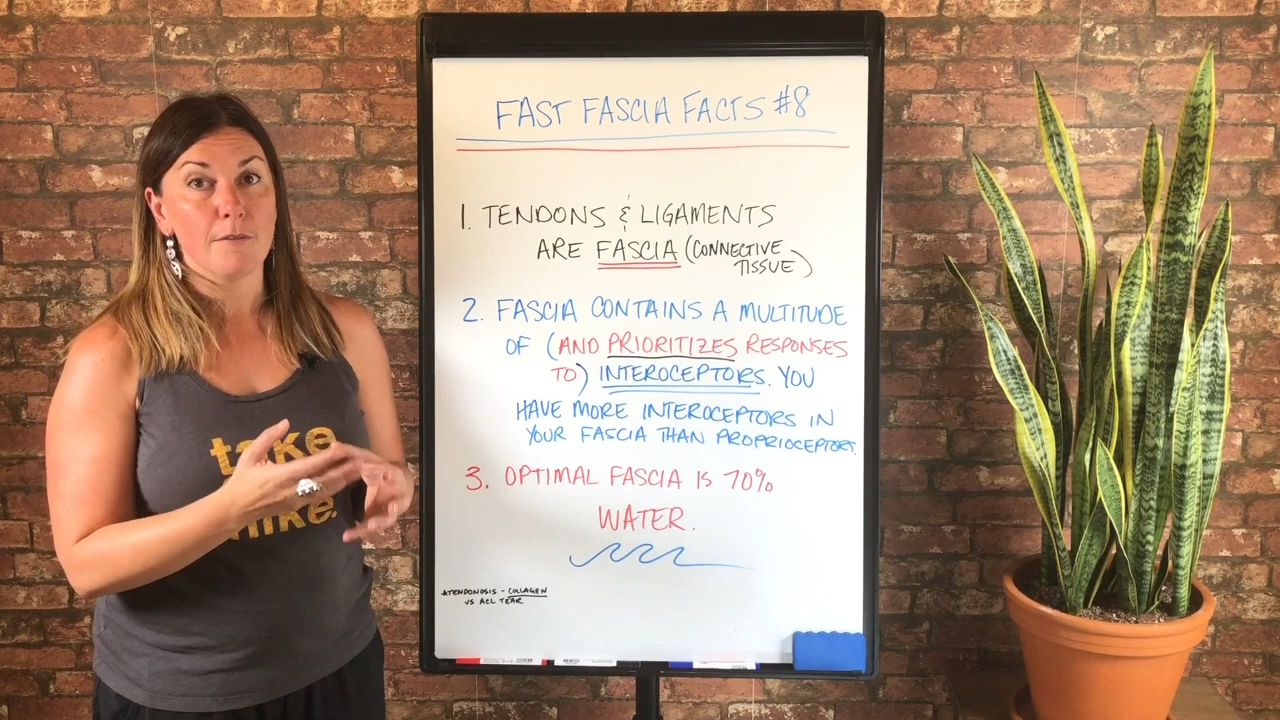 FAST FASCIA FACTS #8
1. TENDONS & LIGAMENTS
ARE FASCIA (CONNECTIVE
TISSUE)
2. FASCIA CONTAINS A MULTITUDE
OF (AND PRIORITIZES RESPONSES
TO) INTEROCEPTORS. YOU
HAVE MORE INTEROCEPTORS IN
YOUR FASCIA THAN PROPRIOCEPTORS.
3. OPTIMAL FASCIA IS 70%
WATER.
*TENDONOSIS - COLLAGEN
VS ACL TEAR
take
hike.